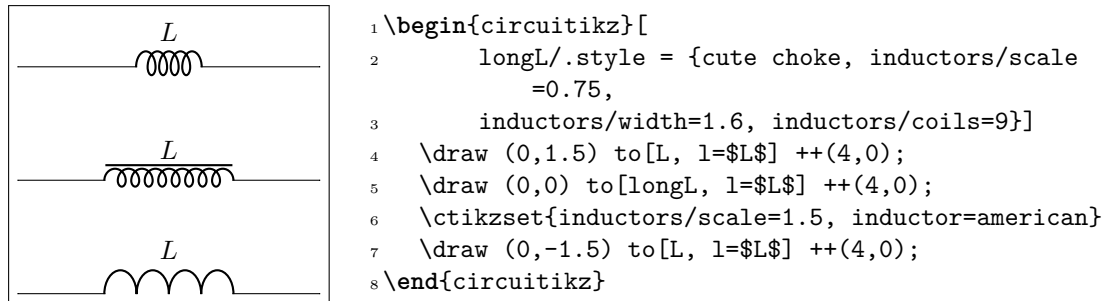 L
L
L
1 \begin{circuitikz}[
2 longL/.style = {cute choke, inductors/scale
=0.75,
3 inductors/width=1.6, inductors/coils=9}]
4 \draw (0,1.5) to[L, l=$L$] ++(4,0);
5 \draw (0,0) to[longL, l=$L$] ++(4,0);
6 \ctikzset{inductors/scale=1.5, inductor=american}
7 \draw (0,-1.5) to[L, l=$L$] ++(4,0);
8 \end{circuitikz}